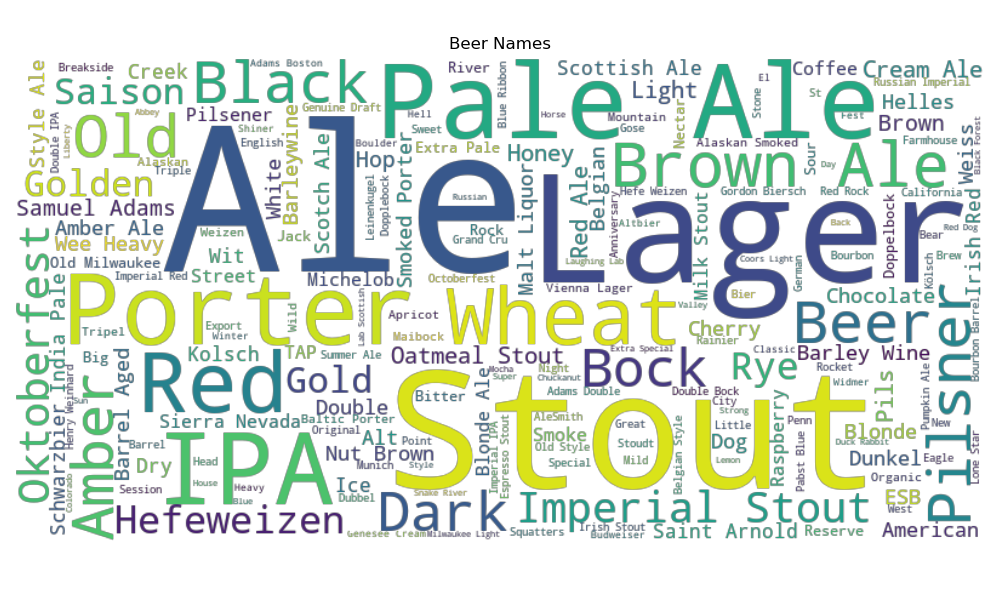 Beer Names
Breakside
Adams Boston
River
Scottish Ale
Coffee
Cream Ale
Style Ale
Creek
Saison
Black
Pale Ale
Blue Ribbon
Light
El
Stone
St
Russian Imperial
Helles
Abbey
Pilsener
Genuine Draft
Hell
Horse
Mountain
Nectar
Fest
Brown
Double IPA
Liberty
Old
Shiner
English
Barleywine
Boulder
Sweet
Gose
Alaskan Smoked
Sour
Farmhouse
Black Forest
Weiss
Alaskan
Triple
Ale
Scotch Ale
Hop
Extra Pale
Honey
Belgian
Brown Ale
Day
Golden
White
Leinenkugel
Dopplebock
Smoked Porter
Russian
Malt Liquor
Red Ale
Hefe Weizen
Gordon Biersch
Red Rock
California
Samuel Adams
Jack
Rock
Grand Cru
Anniversary
Altbier
Lager
Milk Stout
Back
Doppelbock
Bear
Red Dog
Irish Red
Amber Ale
Weizen
Wee Heavy
Wit
Laughing Lab
Coors Light
German
Bourbon
Brew
Kölsch
Old Milwaukee
Imperial Red
Street
Michelob
Octoberfest
Vienna Lager
Bier
Chocolate
Bourbon Barrel
Oktoberfest
Schwarzbier
India Pale
Porter
Tripel
Export
Winter
Wild
Lab Scottish
Apricot
Maibock
Wheat
Valley
Cherry
Rainier
Beer
Pilsner
Big
Kolsch
TAP
Summer Ale
Oatmeal Stout
Extra Special
Bock
Classic
Barley Wine
Henry Weinhard
Sun
Colorado
Amber
Barrel Aged
Red
Gold
Mocha
Super
Night
Chuckanut
Adams Double
Double Bock
Rye
Rocket
Widmer
Pils
Pumpkin Ale
Double
Bitter
Blonde Ale
Stout
City
Strong
Little
Penn
Sierra Nevada
Baltic Porter
AleSmith
Great
Blonde
New
Lone Star
Original
Alt
Point
Smoke
Stoudt
Dog
Duck Rabbit
Barrel
IPA
Nut Brown
Imperial IPA
Espresso Stout
Old Style
Belgian Style
Lemon
Raspberry
Pabst Blue
Dunkel
Eagle
Dry
Head
Munich
Style
Special
Mild
Organic
Session
House
Heavy
Blue
Ice
Dubbel
Snake River
ESB
West
Hefeweizen
Dark
Imperial Stout
Genesee Cream
Milwaukee Light
Squatters
Irish Stout
Budweiser
Saint Arnold
Reserve
American